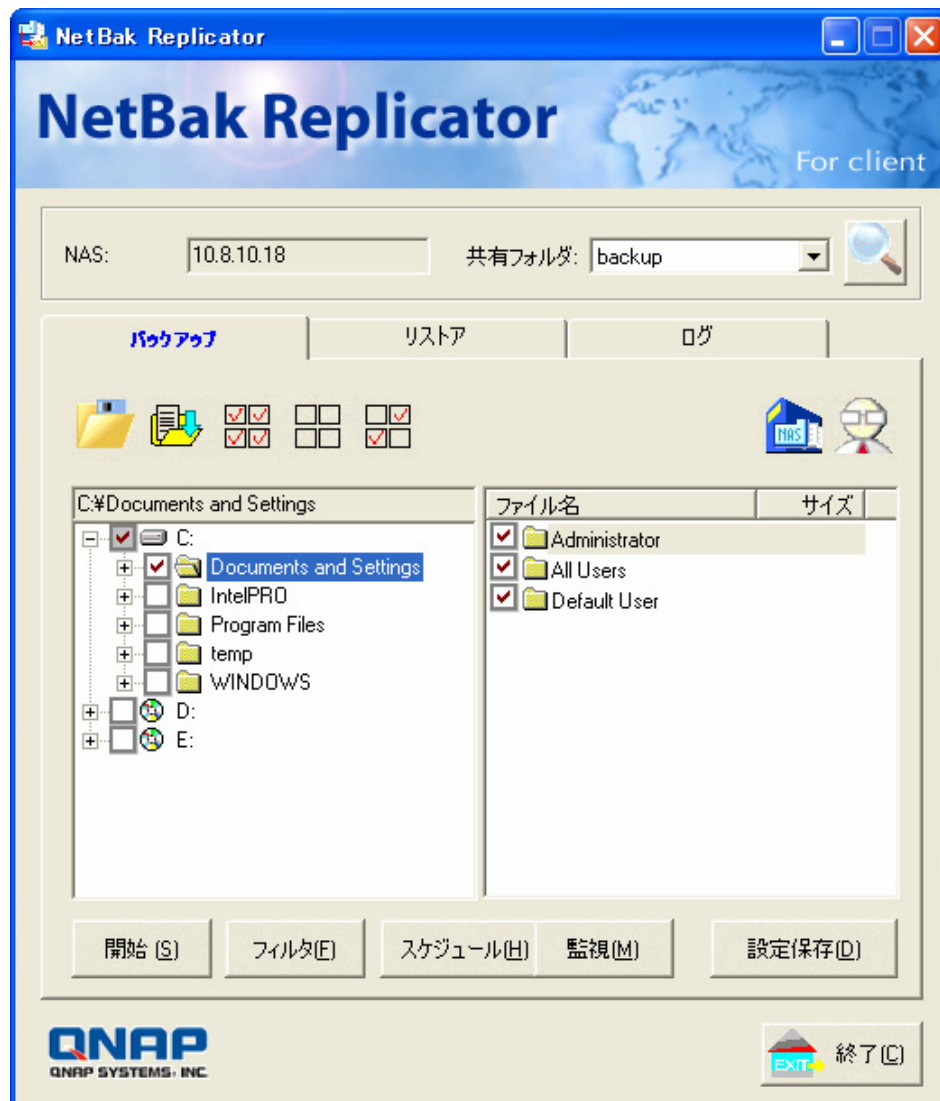 NetBak Replicator
NetBak Replicator
For client
NAS: 10.8.10.18 共有フォルダ: backup
バックアップ リストア ログ
NAS
C:¥Documents and Settings
C:
Documents and Settings
IntelPRO
Program Files
temp
WINDOWS
D:
E:
ファイル名 サイズ
Administrator
All Users
Default User
開始 (S) フィルタ(F) スケジュール(H) 監視(M) 設定保存(D)
QNAP
QNAP SYSTEMS, INC
EXIT 終了(C)